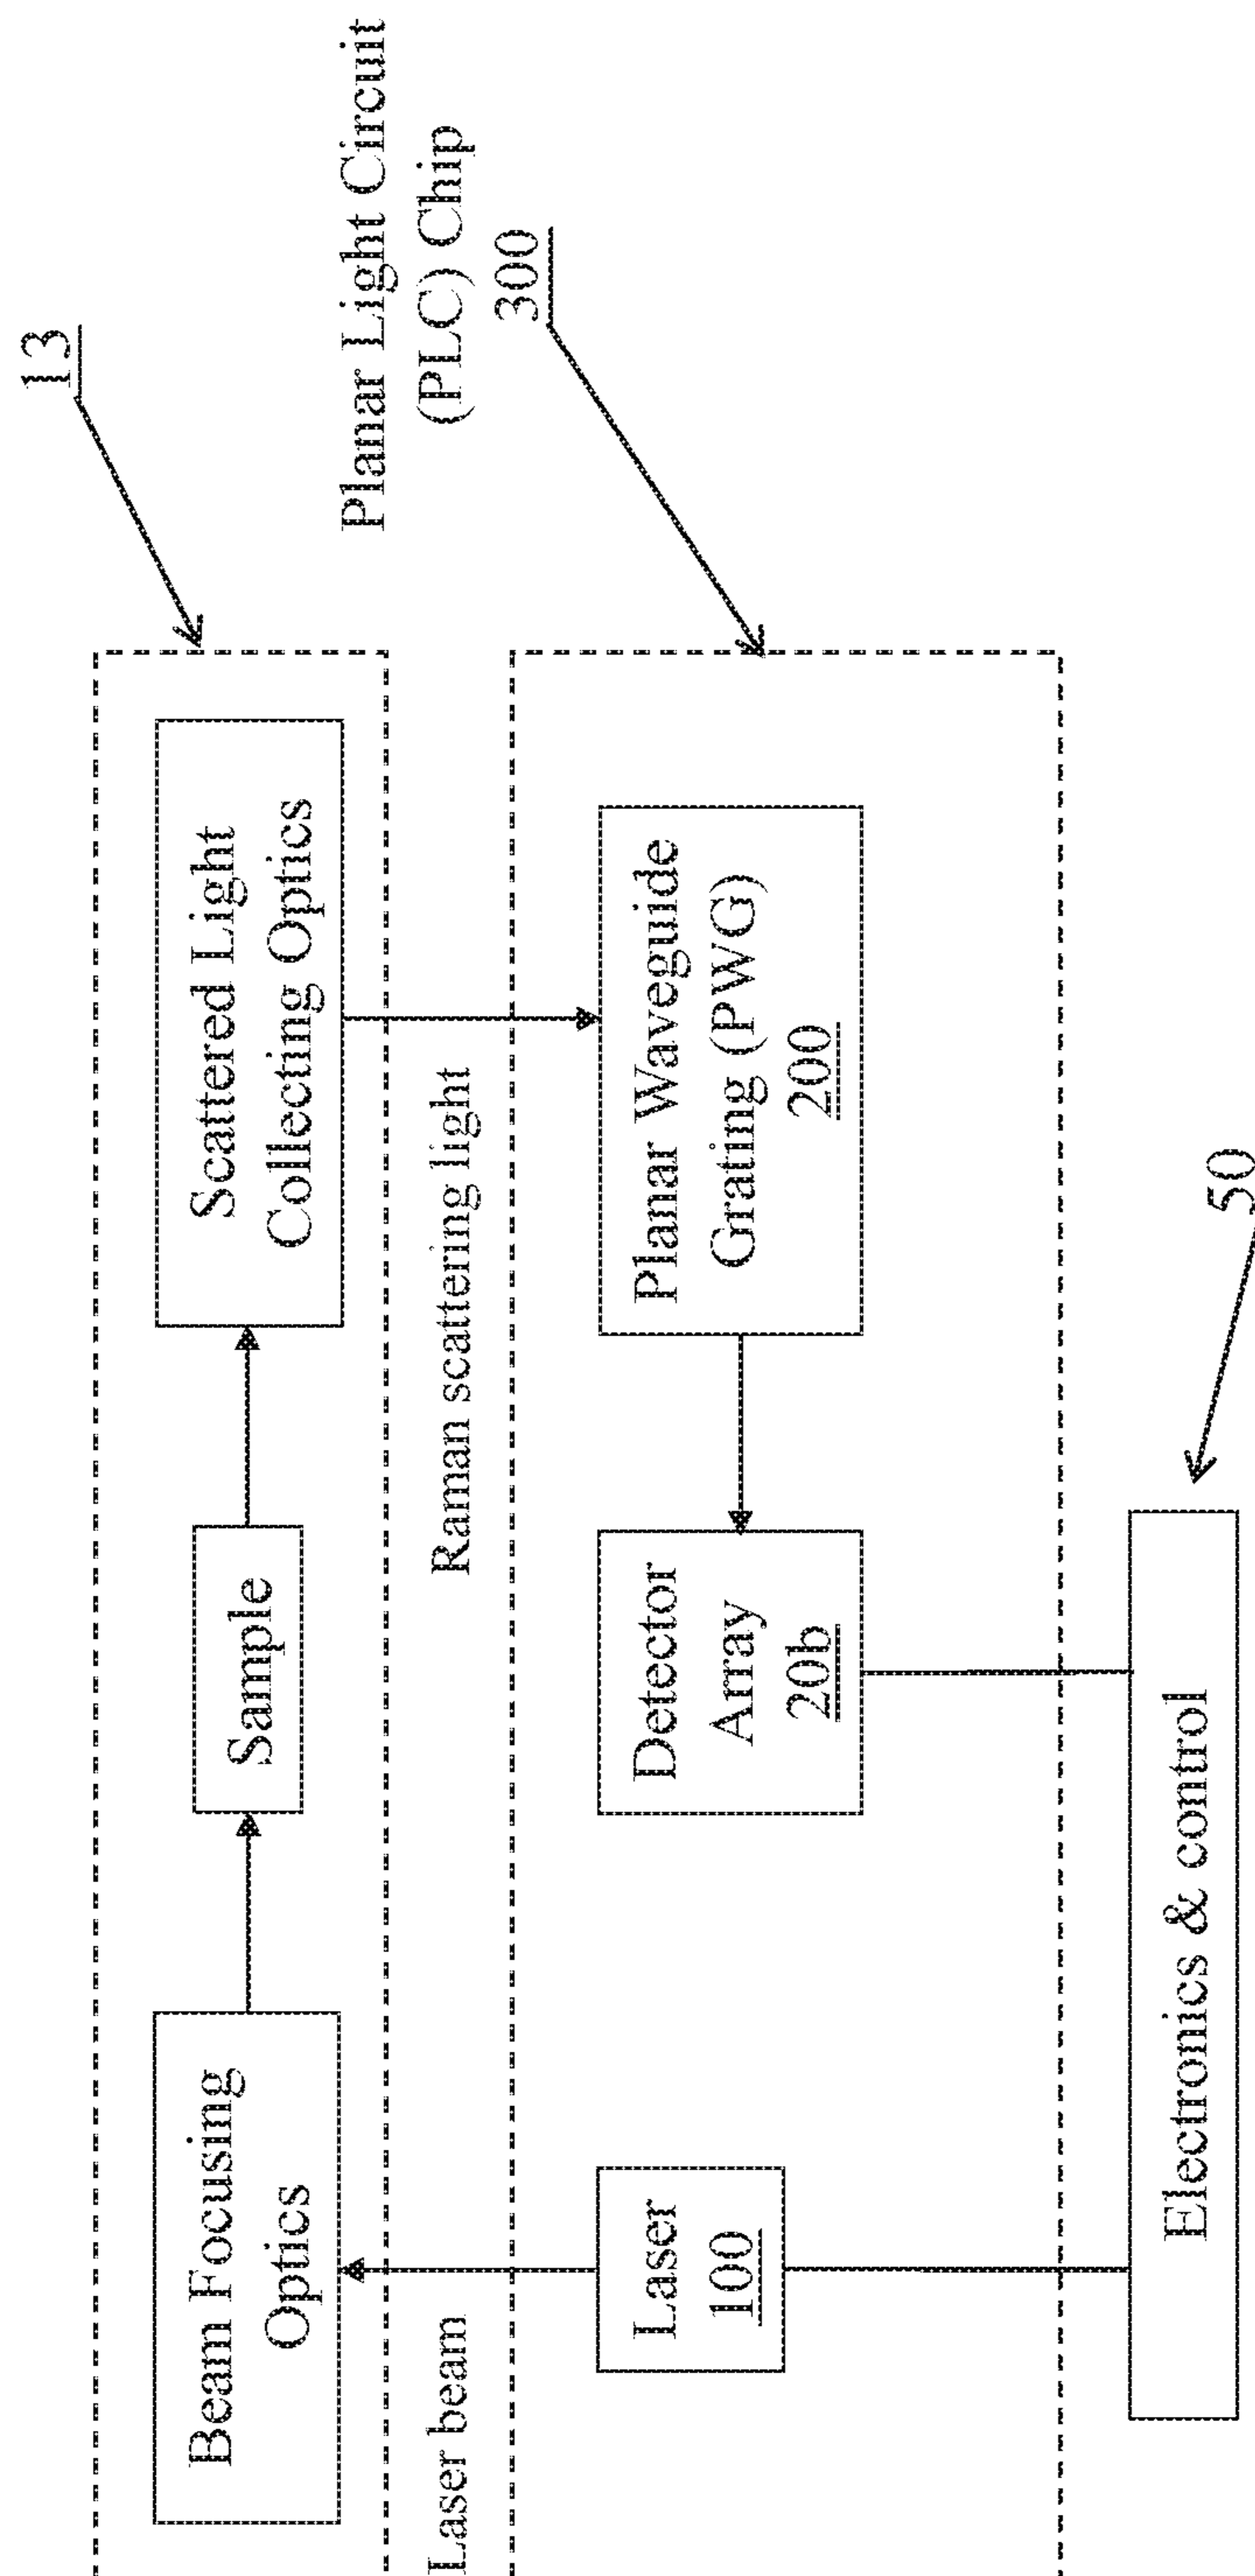 13
Beam Focusing
Optics
Sample
Scattered Light
Collecting Optics
Planar Light Circuit
(PLC) Chip
300
Laser beam
Raman scattering light
Laser
100
Detector
Array
20b
Planar Waveguide
Grating (PWG)
200
Electronics & control
50